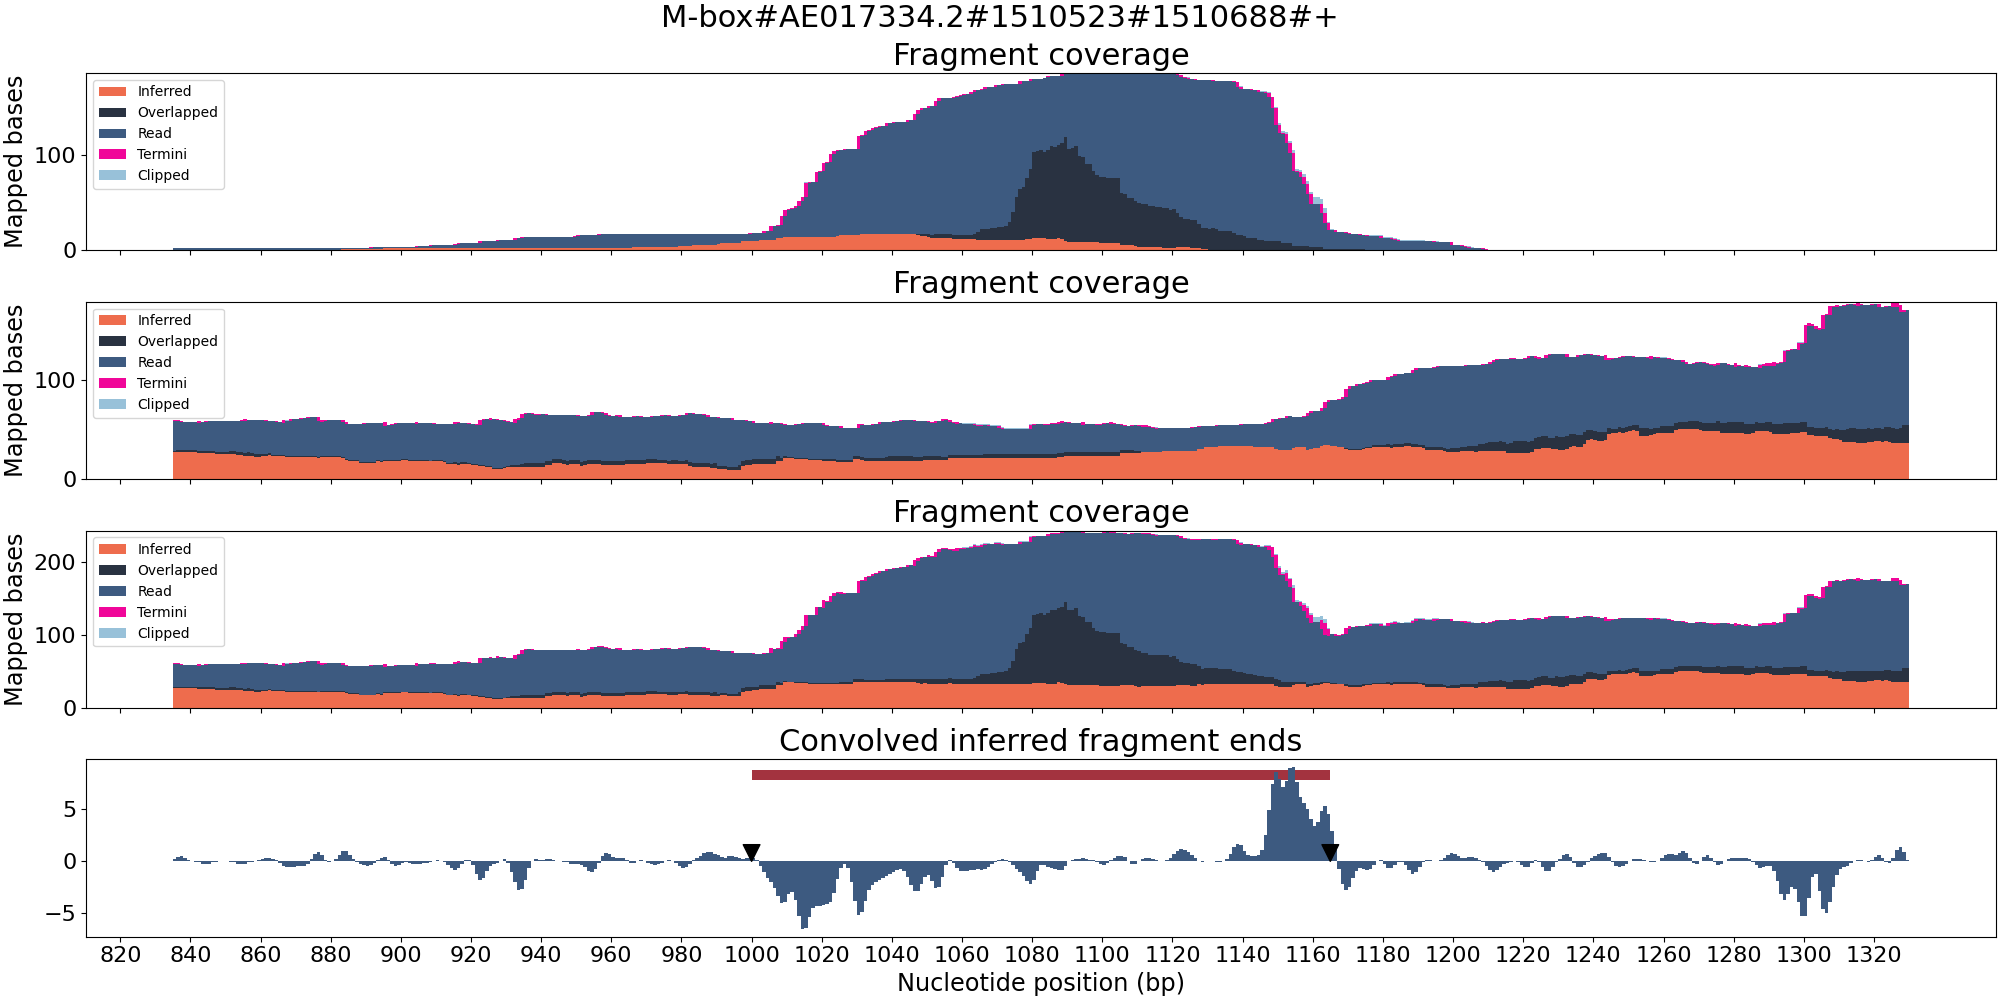 M-box#AE017334.2#1510523#1510688#+
Fragment coverage
Mapped bases
100
0
Inferred
Overlapped
Read
Termini
Clipped
Fragment coverage
Mapped bases
100
0
Inferred
Overlapped
Read
Termini
Clipped
Fragment coverage
Mapped bases
200
100
0
Inferred
Overlapped
Read
Termini
Clipped
Convolved inferred fragment ends
5
0
−5
820 840 860 880 900 920 940 960 980 1000 1020 1040 1060 1080 1100 1120 1140 1160 1180 1200 1220 1240 1260 1280 1300 1320
Nucleotide position (bp)